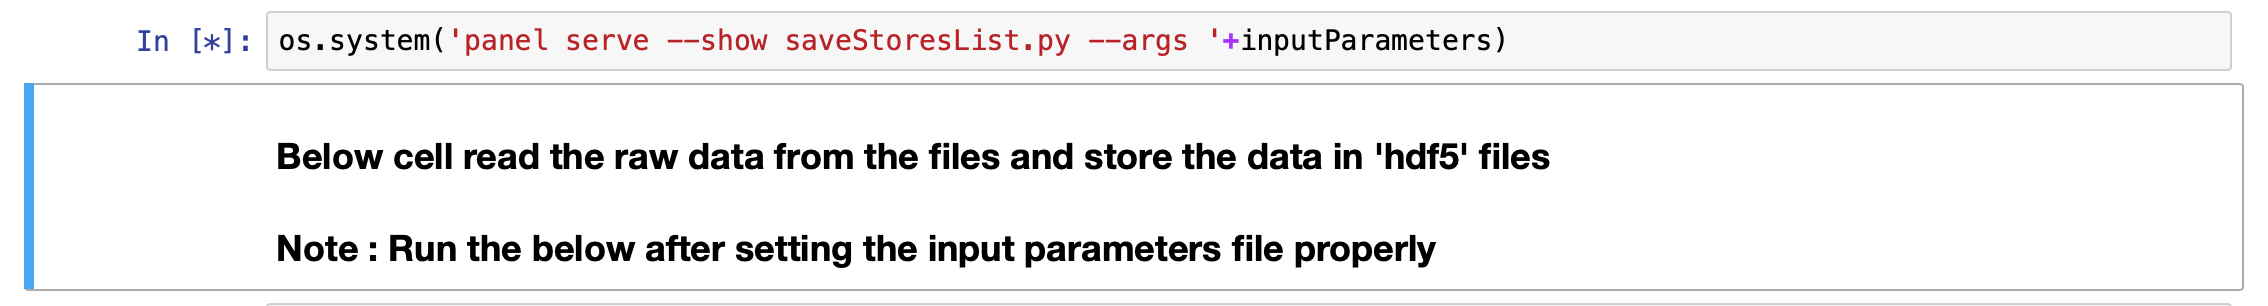 In [*]: os.system('panel serve --show saveStoresList.py --args '+inputParameters)
Below cell read the raw data from the files and store the data in 'hdf5' files
Note : Run the below after setting the input parameters file properly